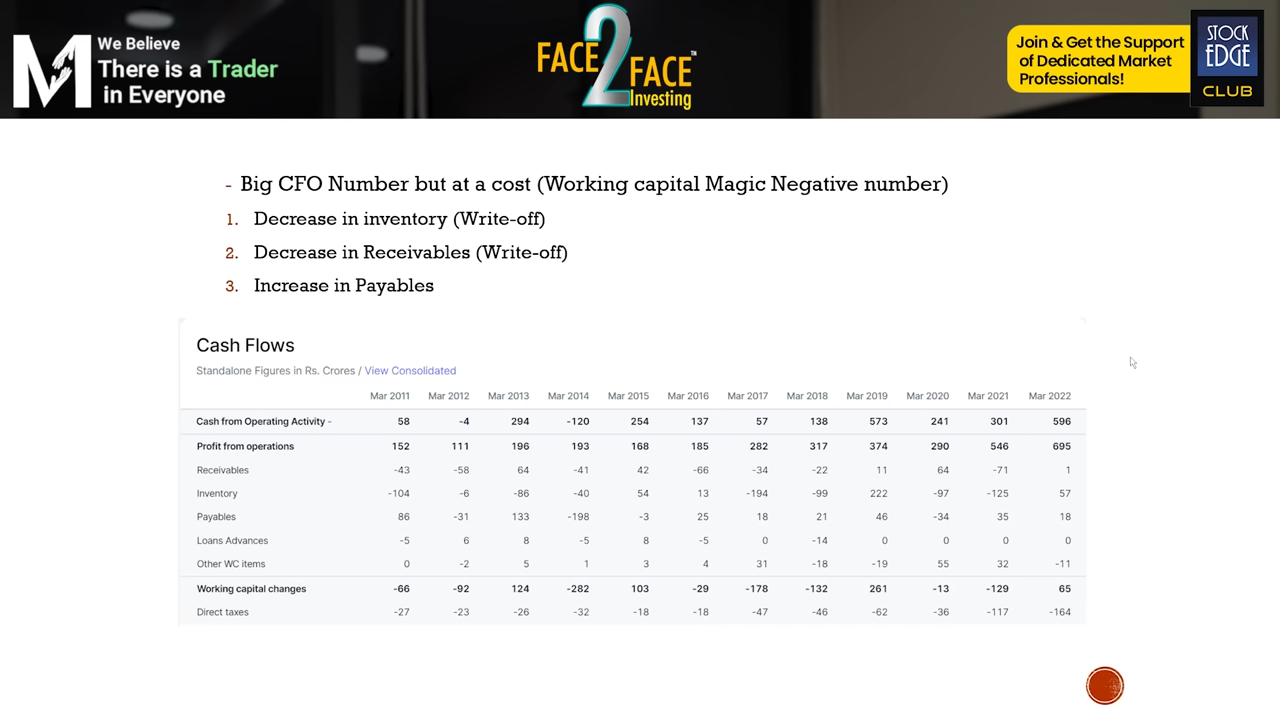 We Believe
There is a Trader
in Everyone
FACE 2 FACE ™
Investing
Join & Get the Support
of Dedicated Market
Professionals!
STOCK
EDGE
CLUB
- Big CFO Number but at a cost (Working capital Magic Negative number)
1. Decrease in inventory (Write-off)
2. Decrease in Receivables (Write-off)
3. Increase in Payables
Cash Flows
Standalone Figures in Rs. Crores / View Consolidated
Mar 2011 Mar 2012 Mar 2013 Mar 2014 Mar 2015 Mar 2016 Mar 2017 Mar 2018 Mar 2019 Mar 2020 Mar 2021 Mar 2022
Cash from Operating Activity - 58 -4 294 -120 254 137 57 138 573 241 301 596
Profit from operations 152 111 196 193 168 185 282 317 374 290 546 695
Receivables -43 -58 64 -41 42 -66 -34 -22 11 64 -71 1
Inventory -104 -6 -86 -40 54 13 -194 -99 222 -97 -125 57
Payables 86 -31 133 -198 -3 25 18 21 46 -34 35 18
Loans Advances -5 6 8 -5 8 -5 0 -14 0 0 0 0
Other WC items 0 -2 5 1 3 4 31 -18 -19 55 32 -11
Working capital changes -66 -92 124 -282 103 -29 -178 -132 261 -13 -129 65
Direct taxes -27 -23 -26 -32 -18 -18 -47 -46 -62 -36 -117 -164